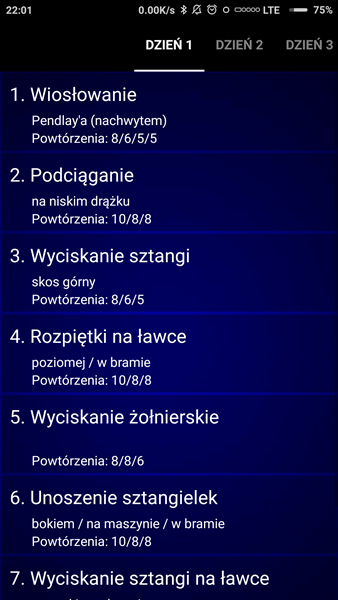 22:01 0.00K/s LTE 75%
DZIEŃ 1 DZIEŃ 2 DZIEŃ 3
1. Wiosłowanie
Pendlay'a (nachwytem)
Powtórzenia: 8/6/5/5
2. Podciąganie
na niskim drążku
Powtórzenia: 10/8/8
3. Wyciskanie sztangi
skos górny
Powtórzenia: 8/6/5
4. Rozpiętki na ławce
poziomej / w bramie
Powtórzenia: 10/8/8
5. Wyciskanie żołnierskie
Powtórzenia: 8/8/6
6. Unoszenie sztangielek
bokiem / na maszynie / w bramie
Powtórzenia: 10/8/8
7. Wyciskanie sztangi na ławce